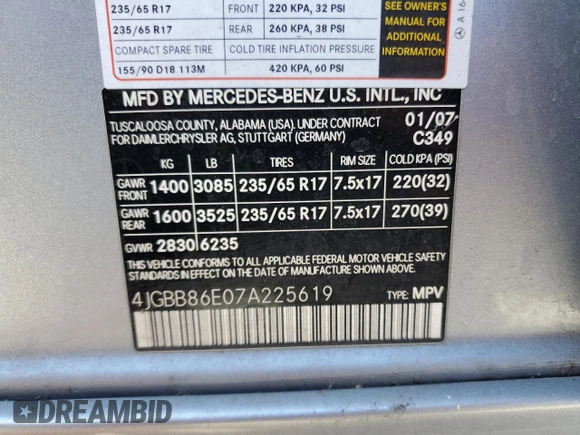 235/65 R17 FRONT 220 KPA, 32 PSI
235/65 R17 REAR 260 KPA, 38 PSI
COMPACT SPARE TIRE COLD TIRE INFLATION PRESSURE
155/90 D18 113M 420 KPA, 60 PSI
SEE OWNER'S
MANUAL FOR
ADDITIONAL
INFORMATION
MFD BY MERCEDES-BENZ U.S. INTL., INC
TUSCALOOSA COUNTY, ALABAMA (USA). UNDER CONTRACT 01/07
FOR DAIMLERCHRYSLER AG, STUTTGART (GERMANY) C349
KG LB TIRES RIM SIZE COLD KPA (PSI)
GAWR FRONT 1400 3085 235/65 R17 7.5x17 220(32)
GAWR REAR 1600 3525 235/65 R17 7.5x17 270(39)
GVWR 2830 6235
THIS VEHICLE CONFORMS TO ALL APPLICABLE FEDERAL MOTOR VEHICLE SAFETY
STANDARDS IN EFFECT ON THE DATE OF MANUFACTURE SHOWN ABOVE.
4JGBB86E07A225619 TYPE: MPV
DREAMBID